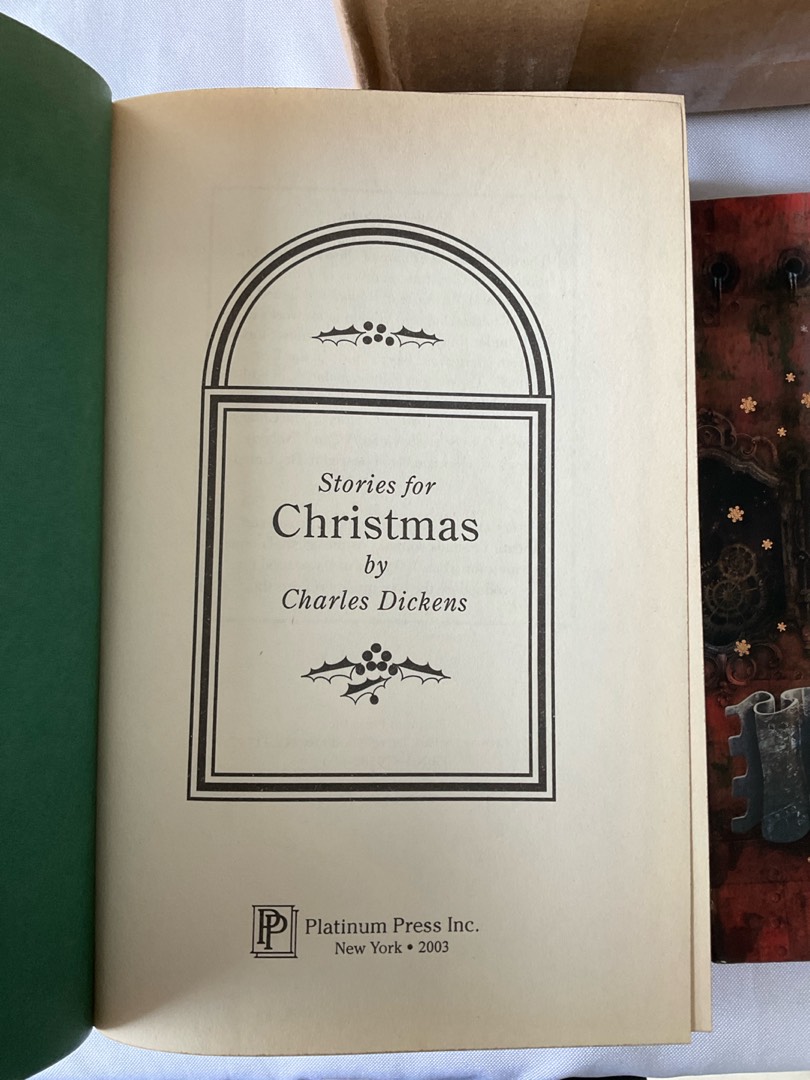 Stories for
Christmas
by
Charles Dickens
PP Platinum Press Inc.
New York • 2003